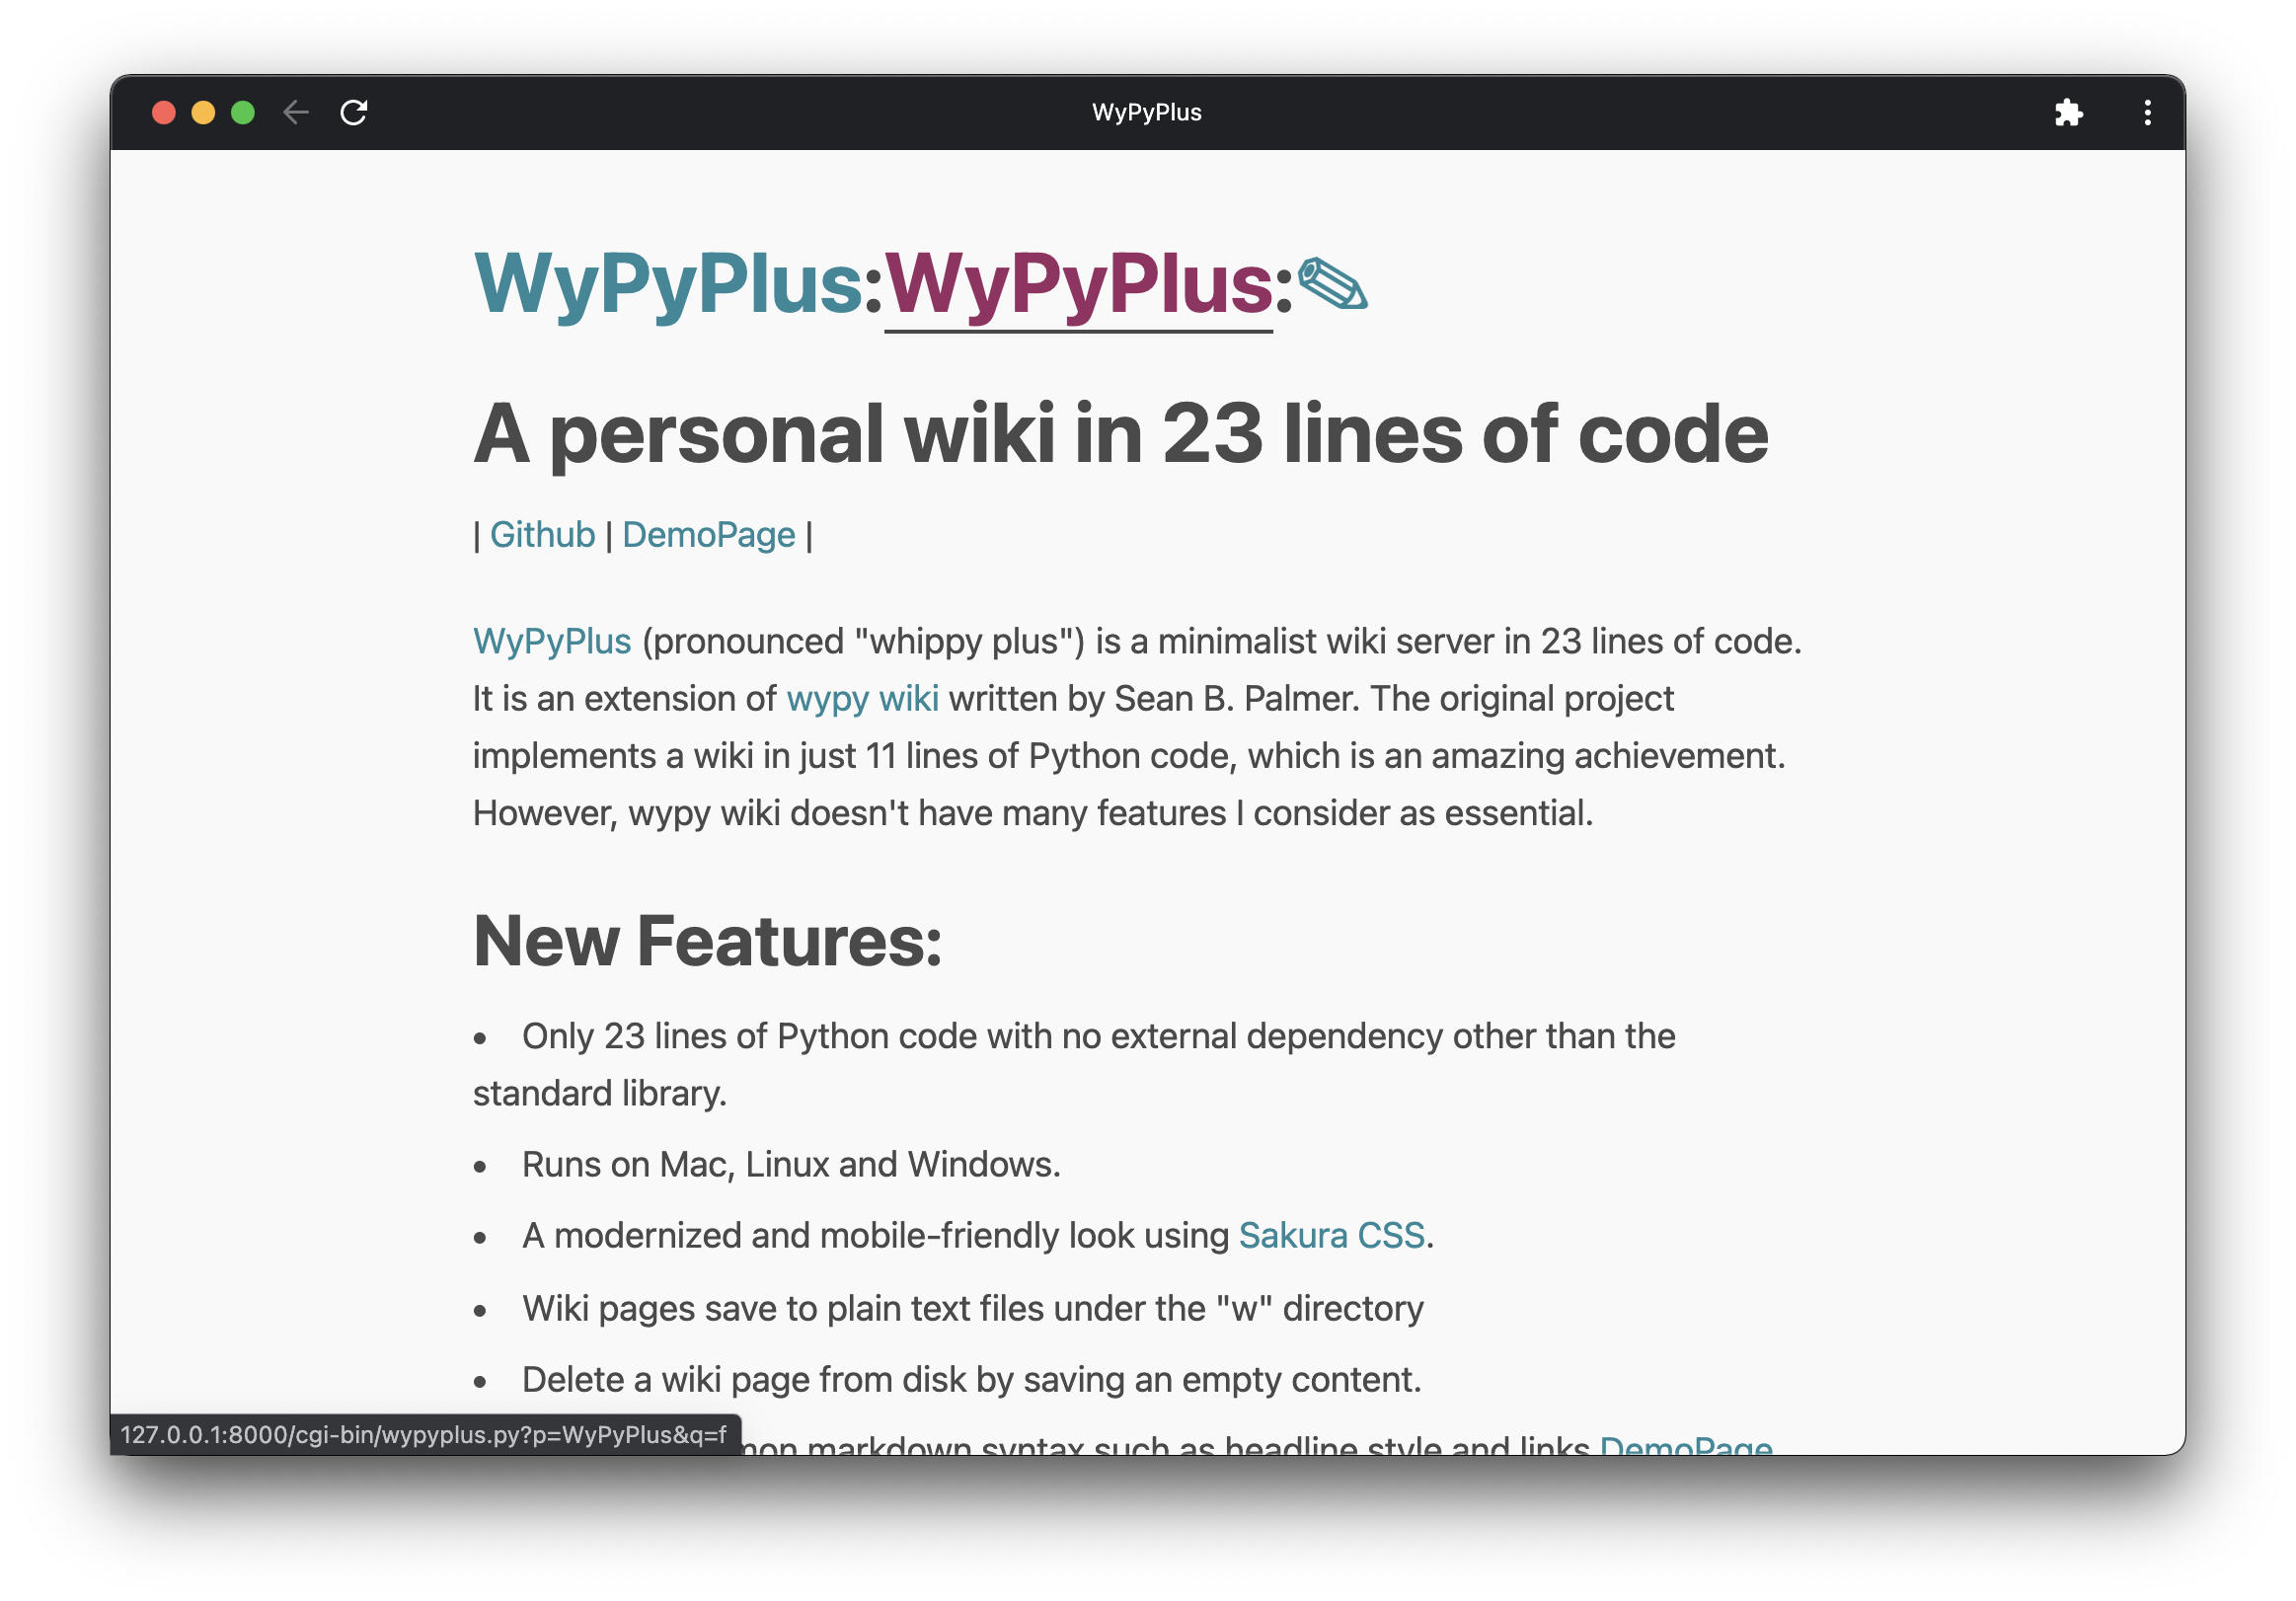 WyPyPlus
WyPyPlus:WyPyPlus:✎
A personal wiki in 23 lines of code
| Github | DemoPage |
WyPyPlus (pronounced "whippy plus") is a minimalist wiki server in 23 lines of code.
It is an extension of wypy wiki written by Sean B. Palmer. The original project
implements a wiki in just 11 lines of Python code, which is an amazing achievement.
However, wypy wiki doesn't have many features I consider as essential.
New Features:
• Only 23 lines of Python code with no external dependency other than the
standard library.
• Runs on Mac, Linux and Windows.
• A modernized and mobile-friendly look using Sakura CSS.
• Wiki pages save to plain text files under the "w" directory
• Delete a wiki page from disk by saving an empty content.
markdown syntax such as headline style and links DemoPage
127.0.0.1:8000/cgi-bin/wypyplus.py?p=WyPyPlus&q=f